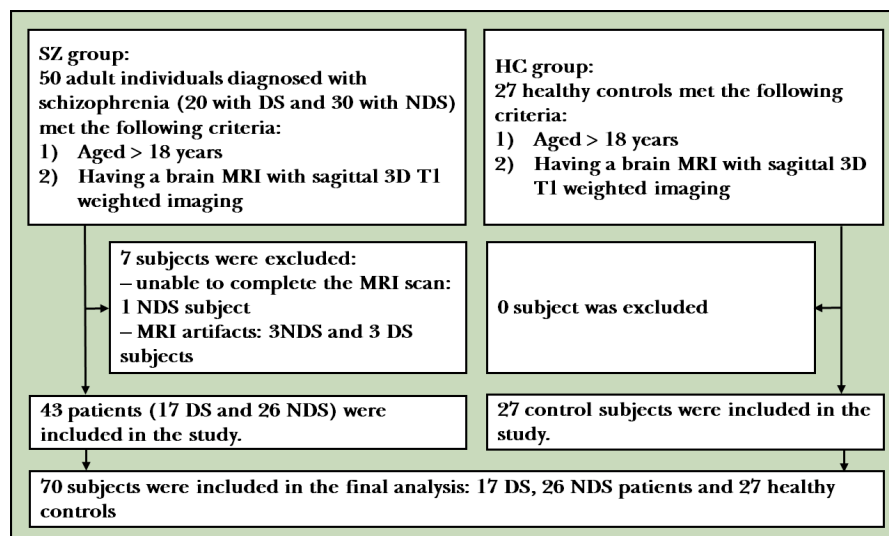 SZ group:
50 adult individuals diagnosed with
schizophrenia (20 with DS and 30 with NDS)
met the following criteria:
1) Aged > 18 years
2) Having a brain MRI with sagittal 3D T1
weighted imaging
HC group:
27 healthy controls met the following
criteria:
1) Aged > 18 years
2) Having a brain MRI with sagittal 3D
T1 weighted imaging
7 subjects were excluded:
– unable to complete the MRI scan:
1 NDS subject
– MRI artifacts: 3NDS and 3 DS
subjects
0 subject was excluded
43 patients (17 DS and 26 NDS) were
included in the study.
27 control subjects were included in the
study.
70 subjects were included in the final analysis: 17 DS, 26 NDS patients and 27 healthy
controls